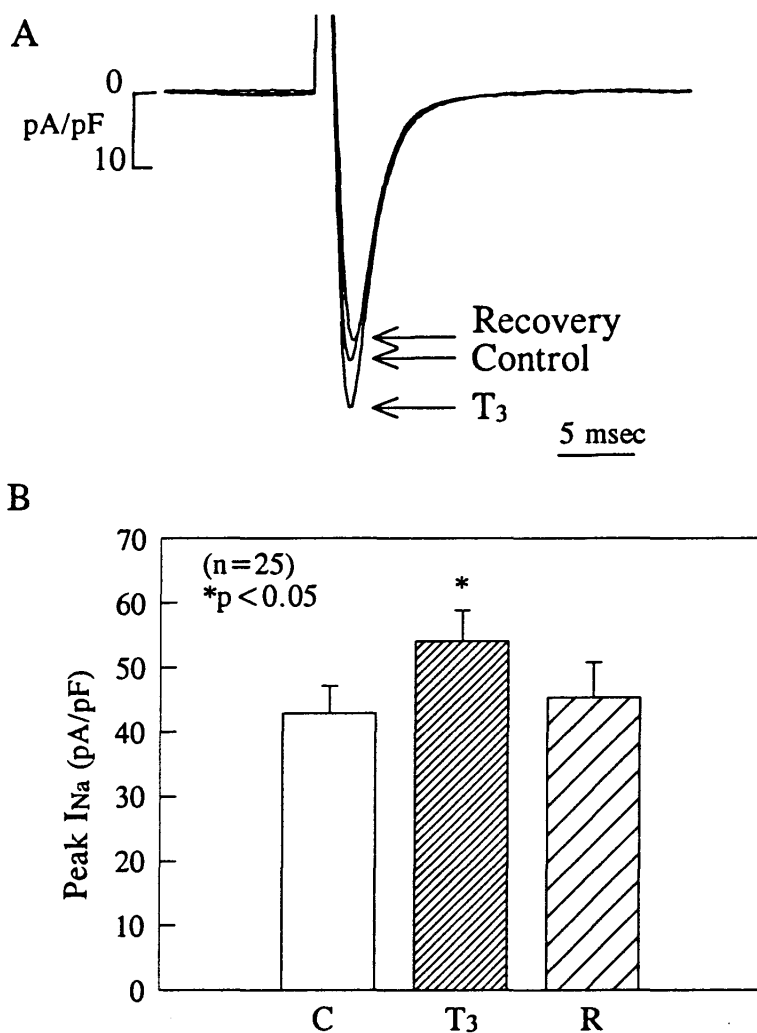 A
0
pA/pF
10
Recovery
Control
T₃
5 msec
B
70
(n=25)
*p<0.05
*
60
50
40
30
20
10
0
Peak INa (pA/pF)
C T₃ R